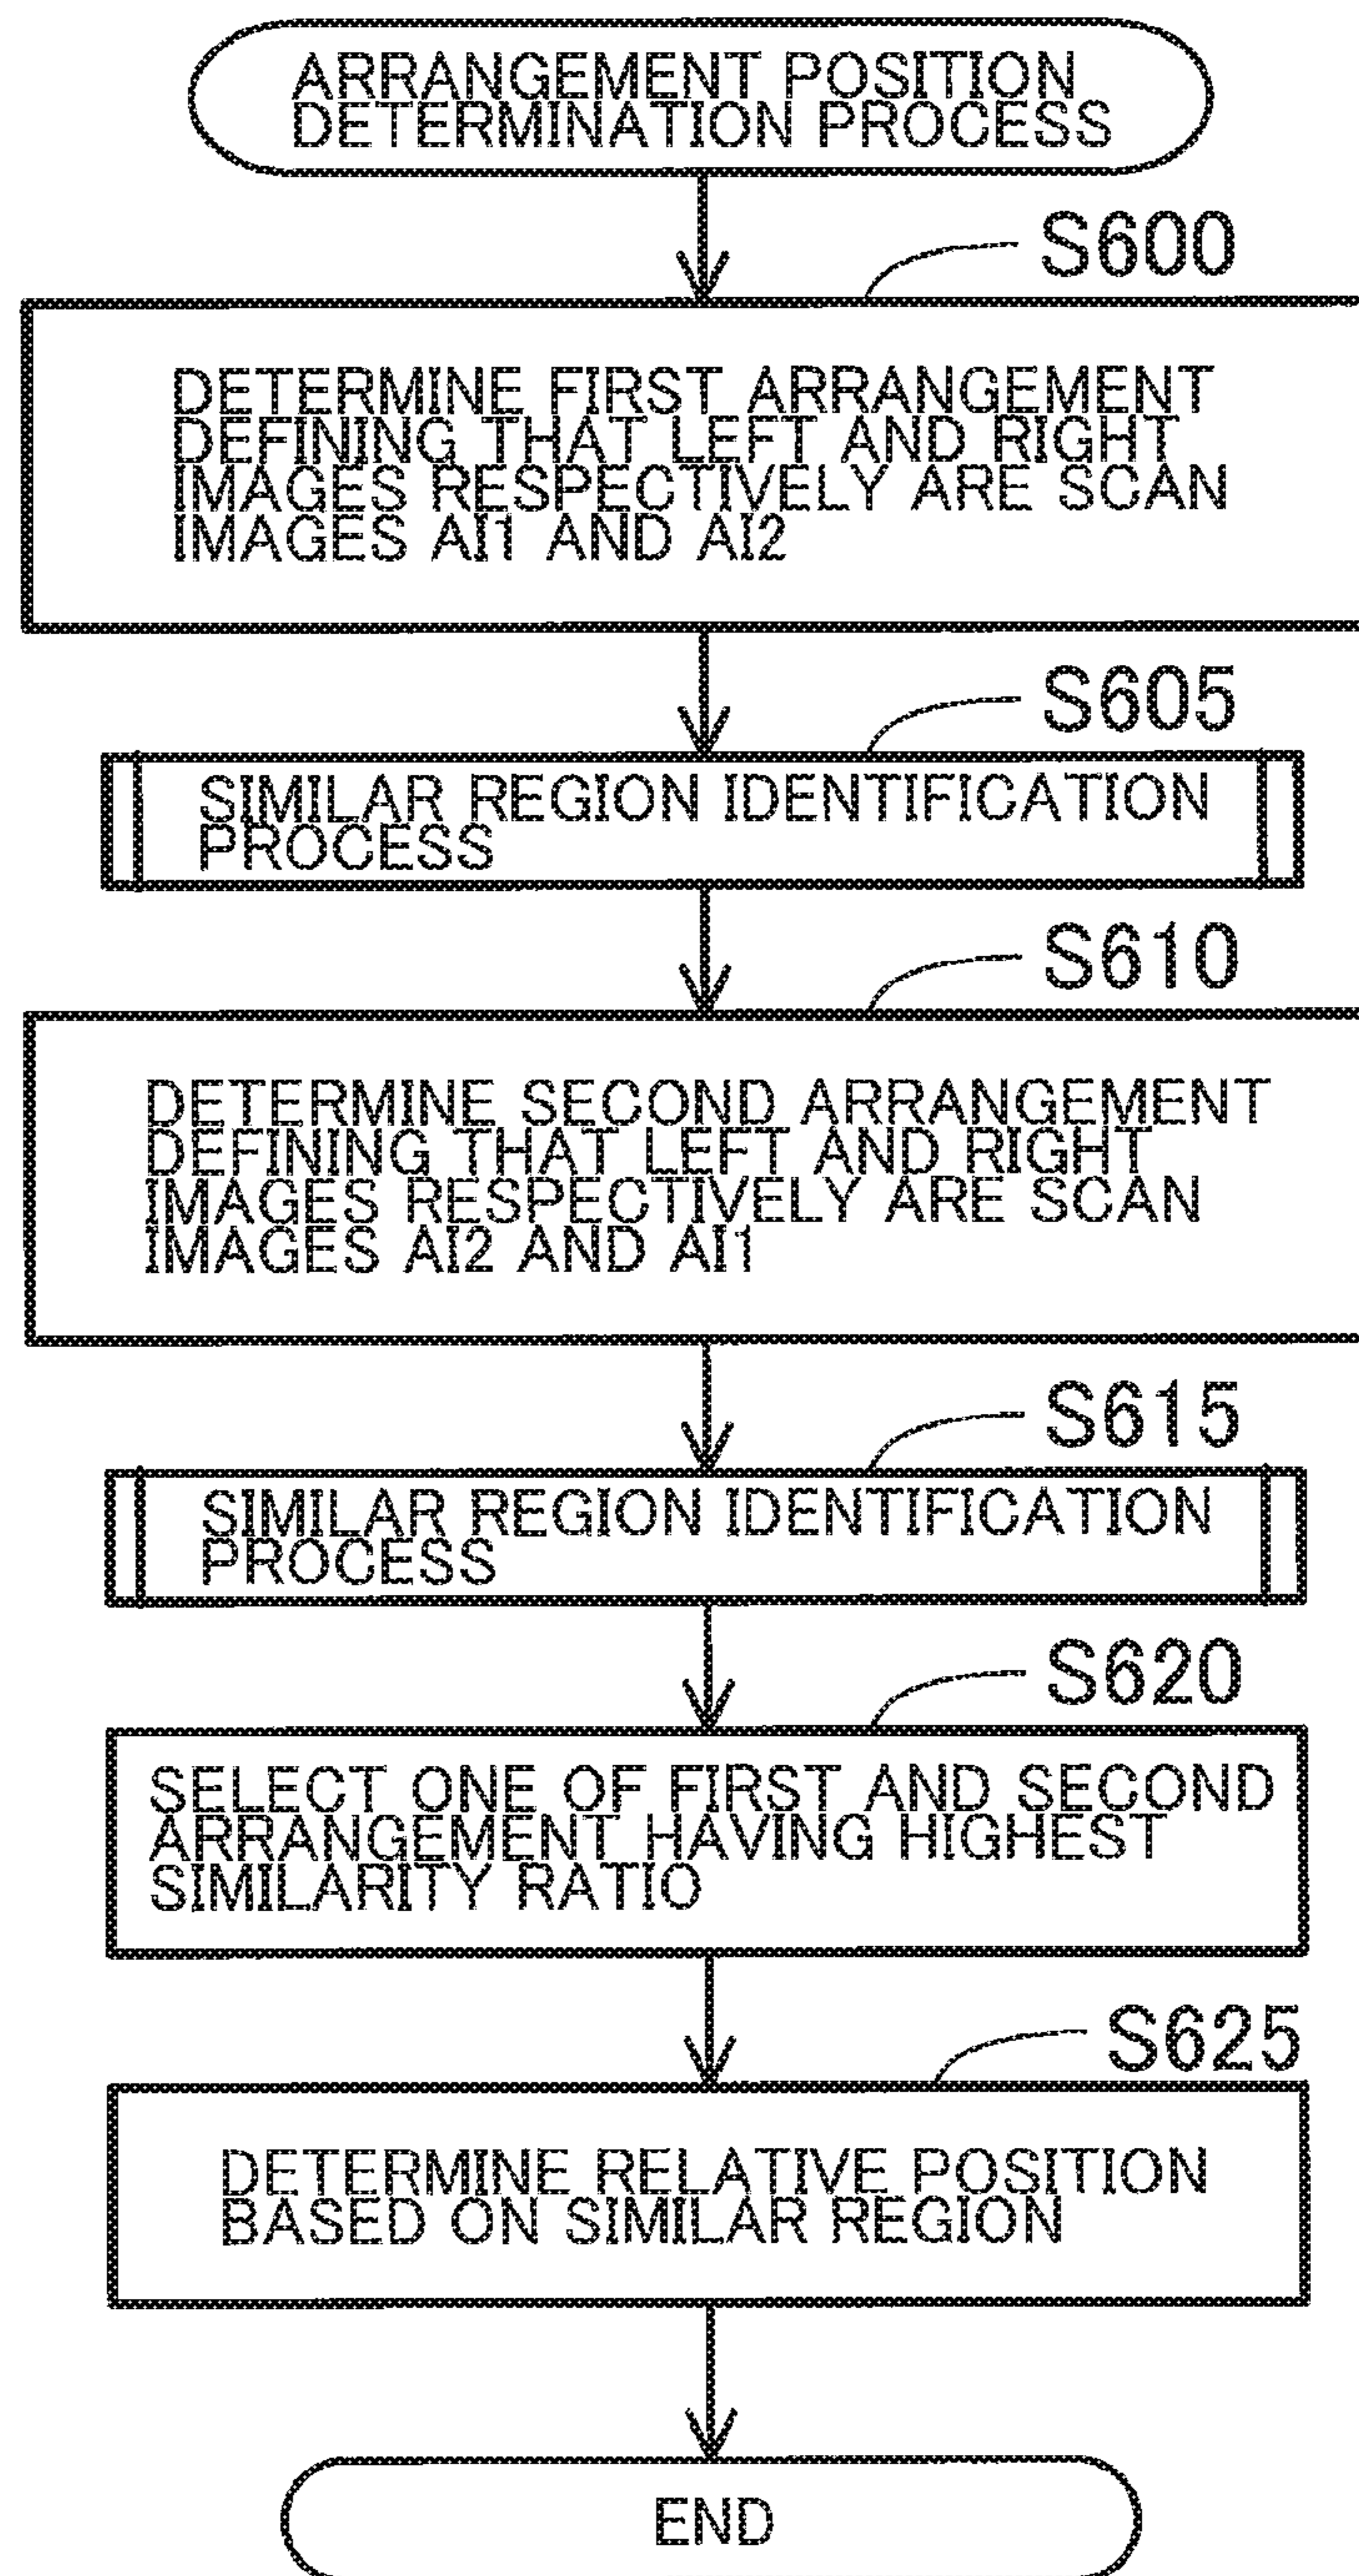 ARRANGEMENT POSITION
DETERMINATION PROCESS
S600
DETERMINE FIRST ARRANGEMENT
DEFINING THAT LEFT AND RIGHT
IMAGES RESPECTIVELY ARE SCAN
IMAGES AI1 AND AI2
S605
SIMILAR REGION IDENTIFICATION
PROCESS
S610
DETERMINE SECOND ARRANGEMENT
DEFINING THAT LEFT AND RIGHT
IMAGES RESPECTIVELY ARE SCAN
IMAGES AI2 AND AI1
S615
SIMILAR REGION IDENTIFICATION
PROCESS
S620
SELECT ONE OF FIRST AND SECOND
ARRANGEMENT HAVING HIGHEST
SIMILARITY RATIO
S625
DETERMINE RELATIVE POSITION
BASED ON SIMILAR REGION
END